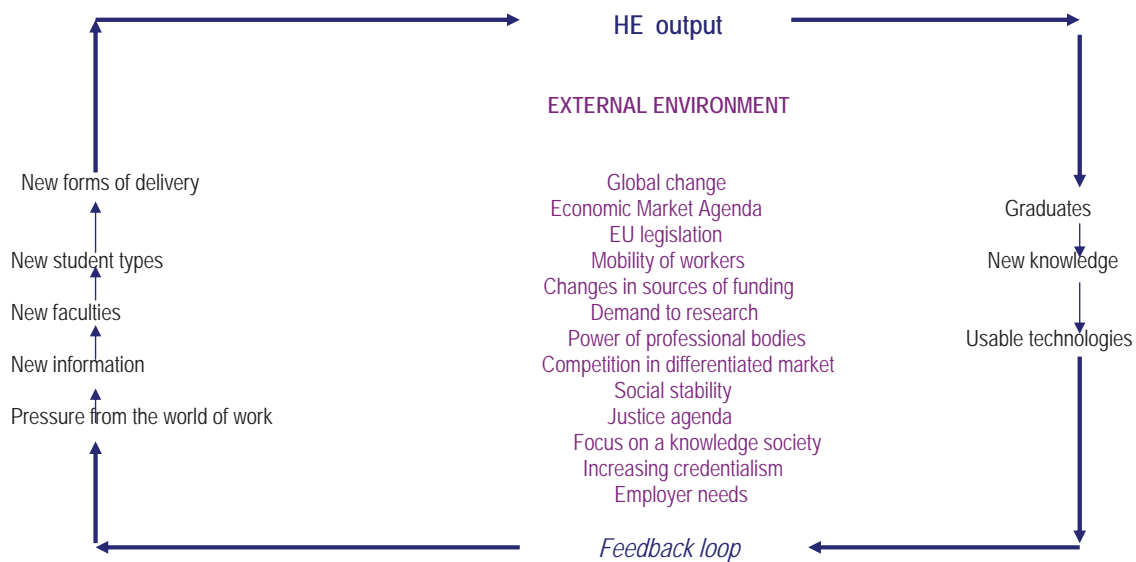 HE output
EXTERNAL ENVIRONMENT
New forms of delivery
New student types
New faculties
New information
Pressure from the world of work
Global change
Economic Market Agenda
EU legislation
Mobility of workers
Changes in sources of funding
Demand to research
Power of professional bodies
Competition in differentiated market
Social stability
Justice agenda
Focus on a knowledge society
Increasing credentialism
Employer needs
Graduates
New knowledge
Usable technologies
Feedback loop